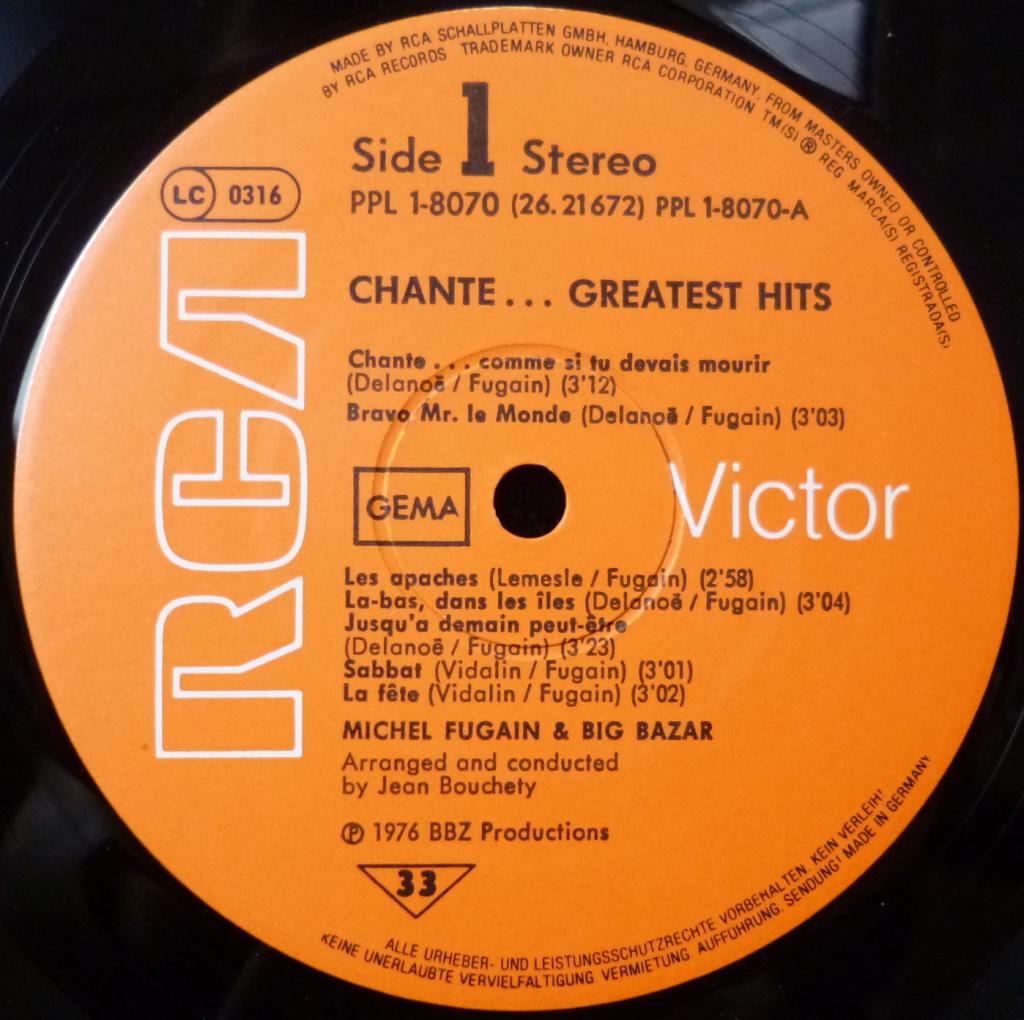 MADE BY RCA SCHALLPLATTEN GMBH, HAMBURG, GERMANY, FROM MASTERS OWNED OR CONTROLLED
BY RCA RECORDS TRADEMARK OWNER RCA CORPORATION TM(S) ® REG MARCA(S) REGISTRADA(S)
Side 1 Stereo
LC 0316
PPL 1-8070 (26.21672) PPL 1-8070-A
RCA
CHANTE... GREATEST HITS
Chante... comme si tu devais mourir
(Delanoë / Fugain) (3'12)
Bravo Mr. le Monde (Delanoë / Fugain) (3'03)
GEMA
Victor
Les apaches (Lemesle / Fugain) (2'58)
La-bas, dans les îles (Delanoë / Fugain) (3'04)
Jusqu'a demain peut-être
(Delanoë / Fugain) (3'23)
Sabbat (Vidalin / Fugain) (3'01)
La fête (Vidalin / Fugain) (3'02)
MICHEL FUGAIN & BIG BAZAR
Arranged and conducted
by Jean Bouchety
℗ 1976 BBZ Productions
33
ALLE URHEBER- UND LEISTUNGSSCHUTZRECHTE VORBEHALTEN. KEIN VERLEIH!
KEINE UNERLAUBTE VERVIELFALTIGUNG. VERMIETUNG. AUFFUHRUNG. SENDUNG! MADE IN GERMANY